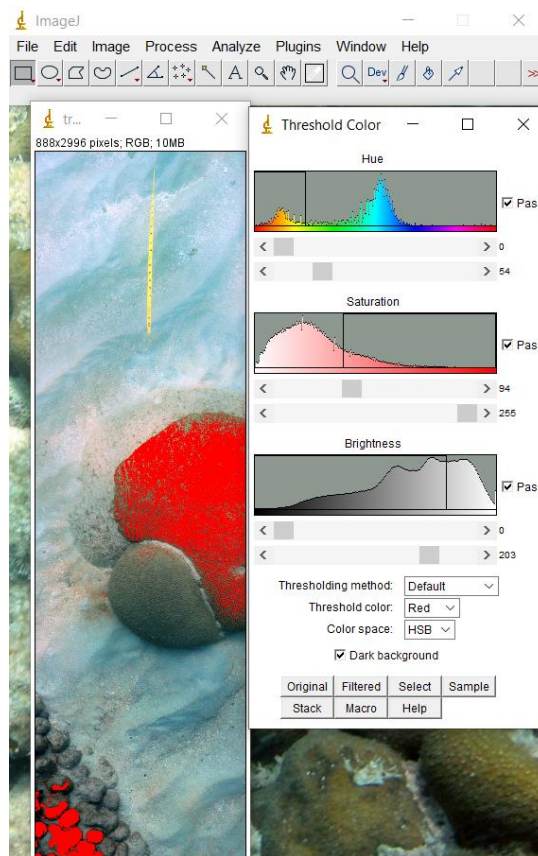 ImageJ
File Edit Image Process Analyze Plugins Window Help
A Dev >>
tr...
888x2996 pixels; RGB; 10MB
Threshold Color
Hue
Pas
0
54
Saturation
Pas
94
255
Brightness
Pas
0
203
Thresholding method: Default
Threshold color: Red
Color space: HSB
Dark background
Original Filtered Select Sample
Stack Macro Help